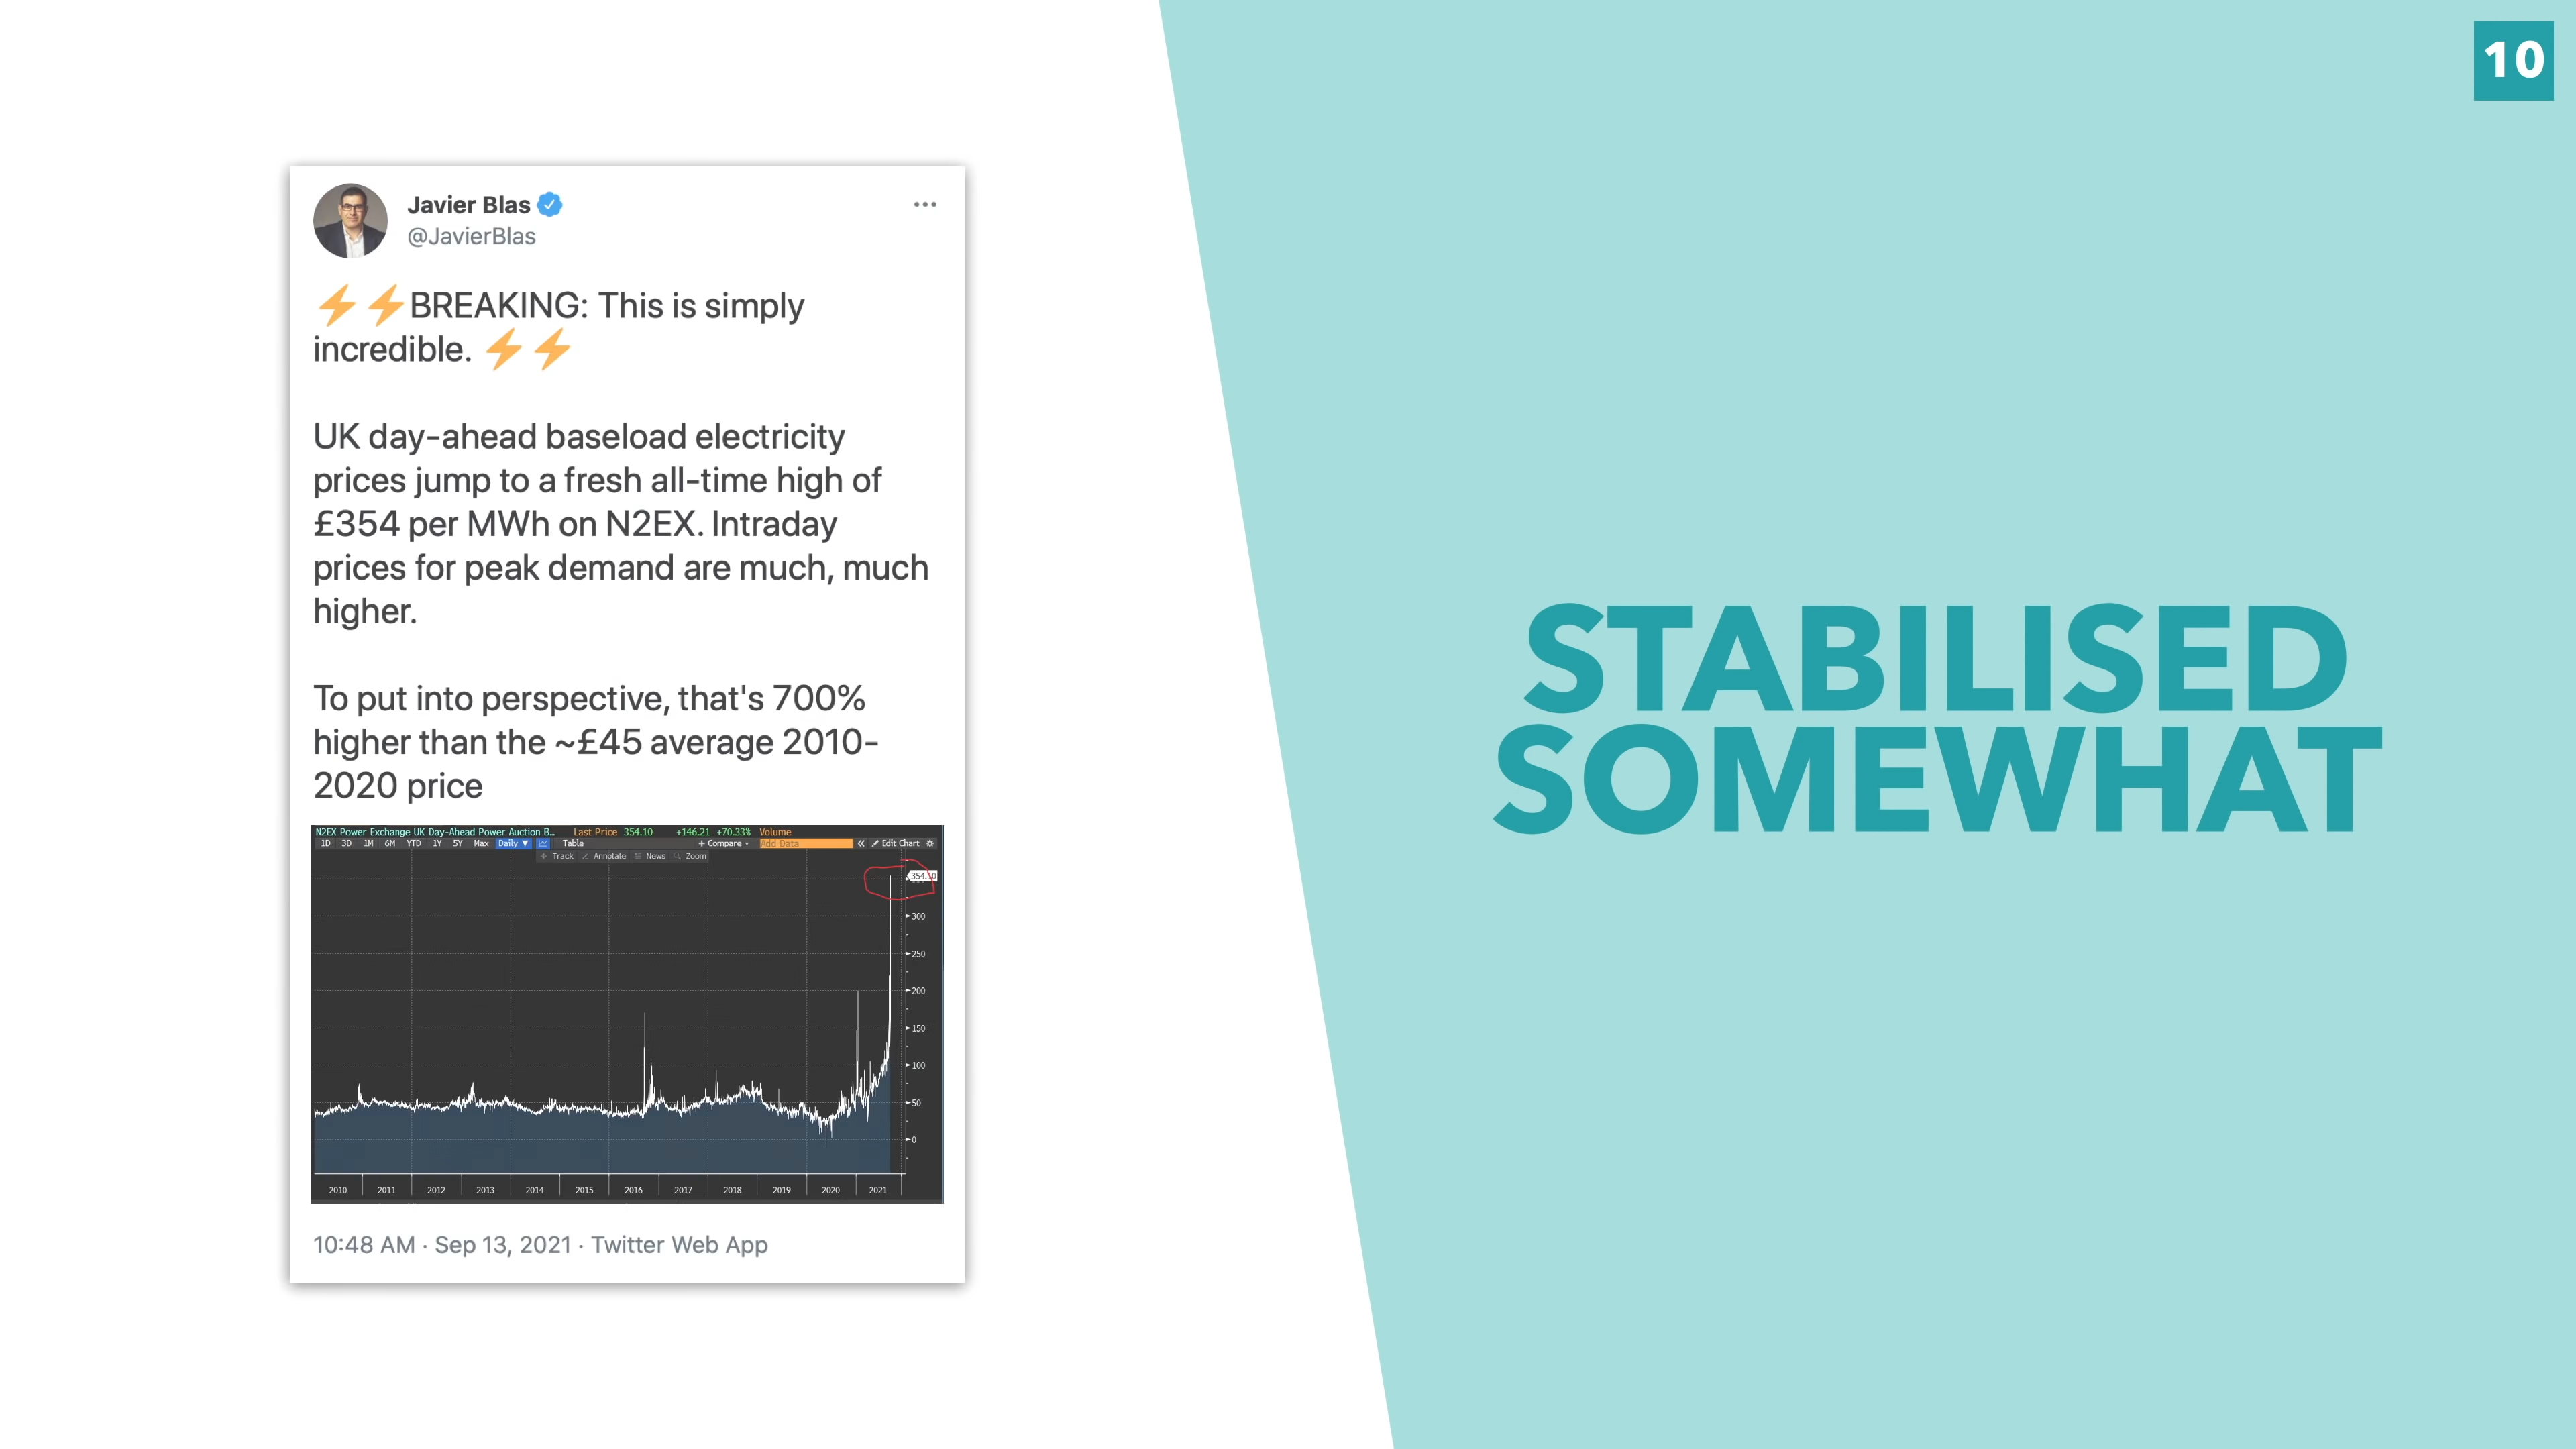 10
Javier Blas
@JavierBlas
⚡⚡BREAKING: This is simply
incredible. ⚡⚡
UK day-ahead baseload electricity
prices jump to a fresh all-time high of
£354 per MWh on N2EX. Intraday
prices for peak demand are much, much
higher.
To put into perspective, that's 700%
higher than the ~£45 average 2010-
2020 price
N2EX Power Exchange UK Day-Ahead Power Auction B... Last Price 354.10 +146.21 +70.33% Volume
1D 3D 1M 6M YTD 1Y 5Y Max Daily ▼ Table + Compare Add Data « Edit Chart
Track Annotate News Zoom
354.10
300
250
200
150
100
50
0
2010 2011 2012 2013 2014 2015 2016 2017 2018 2019 2020 2021
10:48 AM · Sep 13, 2021 · Twitter Web App
STABILISED
SOMEWHAT